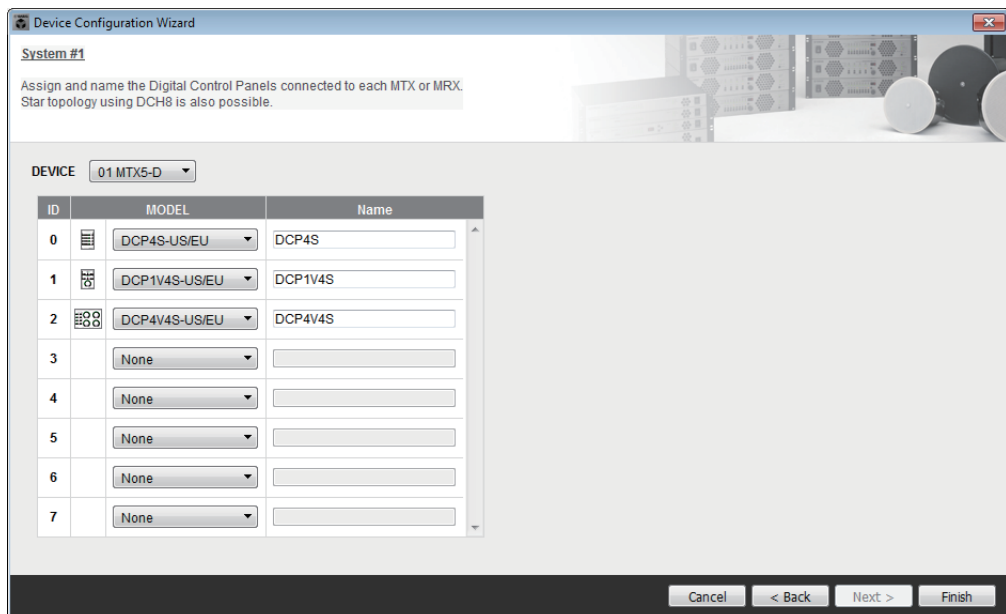 Device Configuration Wizard
System #1
Assign and name the Digital Control Panels connected to each MTX or MRX.
Star topology using DCH8 is also possible.
DEVICE 01 MTX5-D
ID MODEL Name
0 DCP4S-US/EU DCP4S
1 DCP1V4S-US/EU DCP1V4S
2 DCP4V4S-US/EU DCP4V4S
3 None
4 None
5 None
6 None
7 None
Cancel < Back Next > Finish